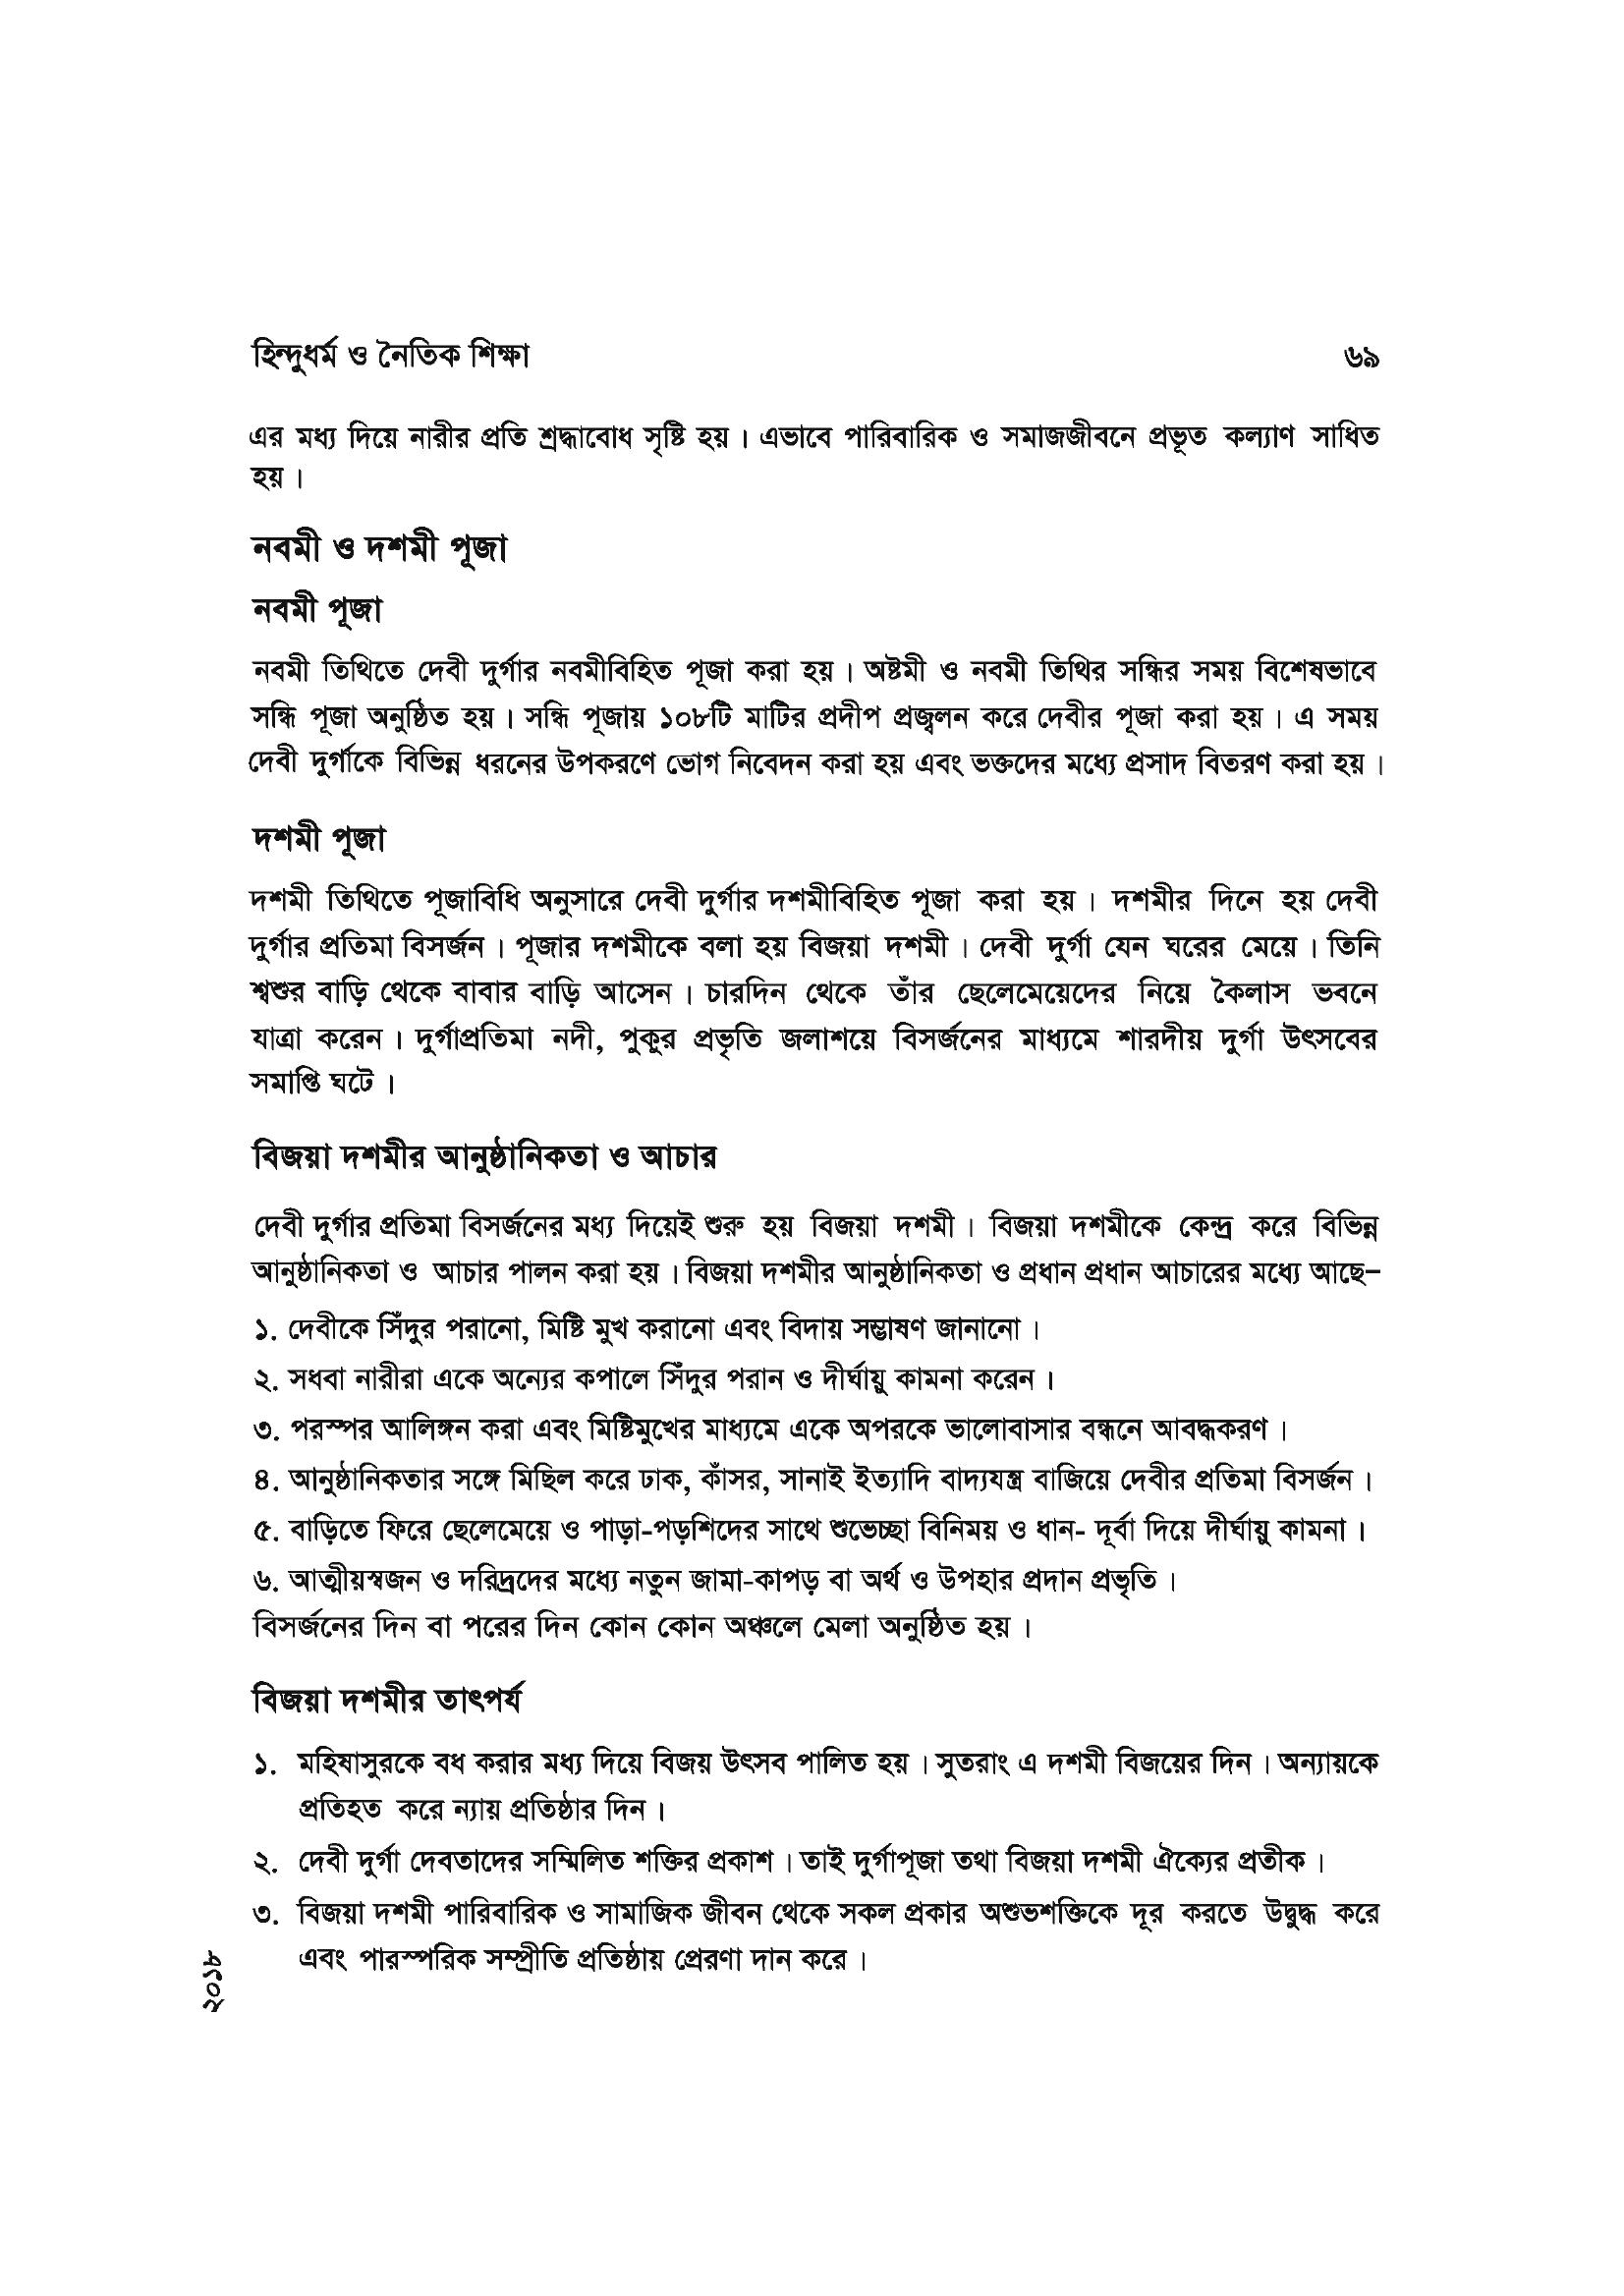 হিন্দুধর্ম ও নৈতিক শিক্ষা ৬৯
এর মধ্য দিয়ে নারীর প্রতি শ্রদ্ধাবোধ সৃষ্টি হয়। এভাবে পারিবারিক ও সমাজজীবনে প্রভূত কল্যাণ সাধিত
হয়।
নবমী ও দশমী পূজা
নবমী পূজা
নবমী তিথিতে দেবী দুর্গার নবমীবিহিত পূজা করা হয়। অষ্টমী ও নবমী তিথির সন্ধির সময় বিশেষভাবে
সন্ধি পূজা অনুষ্ঠিত হয়। সন্ধি পূজায় ১০৮টি মাটির প্রদীপ প্রজ্বলন করে দেবীর পূজা করা হয়। এ সময়
দেবী দুর্গাকে বিভিন্ন ধরনের উপকরণে ভোগ নিবেদন করা হয় এবং ভক্তদের মধ্যে প্রসাদ বিতরণ করা হয়।
দশমী পূজা
দশমী তিথিতে পূজাবিধি অনুসারে দেবী দুর্গার দশমীবিহিত পূজা করা হয়। দশমীর দিনে হয় দেবী
দুর্গার প্রতিমা বিসর্জন। পূজার দশমীকে বলা হয় বিজয়া দশমী। দেবী দুর্গা যেন ঘরের মেয়ে। তিনি
শ্বশুর বাড়ি থেকে বাবার বাড়ি আসেন। চারদিন থেকে তাঁর ছেলেমেয়েদের নিয়ে কৈলাস ভবনে
যাত্রা করেন। দুর্গাপ্রতিমা নদী, পুকুর প্রভৃতি জলাশয়ে বিসর্জনের মাধ্যমে শারদীয় দুর্গা উৎসবের
সমাপ্তি ঘটে।
বিজয়া দশমীর আনুষ্ঠানিকতা ও আচার
দেবী দুর্গার প্রতিমা বিসর্জনের মধ্য দিয়েই শুরু হয় বিজয়া দশমী। বিজয়া দশমীকে কেন্দ্র করে বিভিন্ন
আনুষ্ঠানিকতা ও আচার পালন করা হয়। বিজয়া দশমীর আনুষ্ঠানিকতা ও প্রধান প্রধান আচারের মধ্যে আছে–
১. দেবীকে সিঁদুর পরানো, মিষ্টি মুখ করানো এবং বিদায় সম্ভাষণ জানানো।
২. সধবা নারীরা একে অন্যের কপালে সিঁদুর পরান ও দীর্ঘায়ু কামনা করেন।
৩. পরস্পর আলিঙ্গন করা এবং মিষ্টিমুখের মাধ্যমে একে অপরকে ভালোবাসার বন্ধনে আবদ্ধকরণ।
৪. আনুষ্ঠানিকতার সঙ্গে মিছিল করে ঢাক, কাঁসর, সানাই ইত্যাদি বাদ্যযন্ত্র বাজিয়ে দেবীর প্রতিমা বিসর্জন।
৫. বাড়িতে ফিরে ছেলেমেয়ে ও পাড়া-পড়শিদের সাথে শুভেচ্ছা বিনিময় ও ধান- দূর্বা দিয়ে দীর্ঘায়ু কামনা।
৬. আত্মীয়স্বজন ও দরিদ্রদের মধ্যে নতুন জামা-কাপড় বা অর্থ ও উপহার প্রদান প্রভৃতি।
বিসর্জনের দিন বা পরের দিন কোন কোন অঞ্চলে মেলা অনুষ্ঠিত হয়।
বিজয়া দশমীর তাৎপর্য
১. মহিষাসুরকে বধ করার মধ্য দিয়ে বিজয় উৎসব পালিত হয়। সুতরাং এ দশমী বিজয়ের দিন। অন্যায়কে
প্রতিহত করে ন্যায় প্রতিষ্ঠার দিন।
২. দেবী দুর্গা দেবতাদের সম্মিলিত শক্তির প্রকাশ। তাই দুর্গাপূজা তথা বিজয়া দশমী ঐক্যের প্রতীক।
৩. বিজয়া দশমী পারিবারিক ও সামাজিক জীবন থেকে সকল প্রকার অশুভশক্তিকে দূর করতে উদ্বুদ্ধ করে
এবং পারস্পরিক সম্প্রীতি প্রতিষ্ঠায় প্রেরণা দান করে।
২০১৮